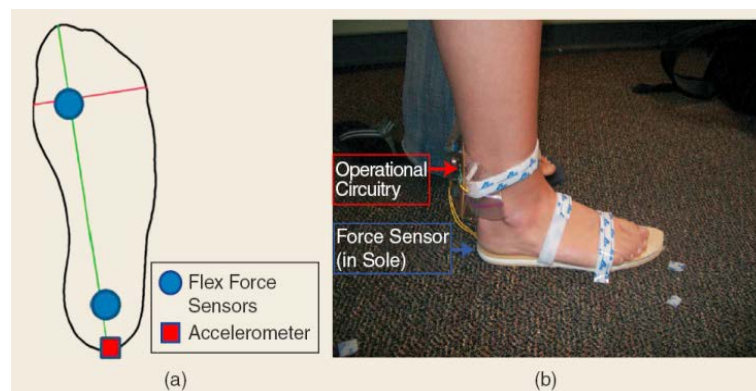 Flex Force
Sensors
Accelerometer
(a)
Operational
Circuitry
Force Sensor
(in Sole)
(b)